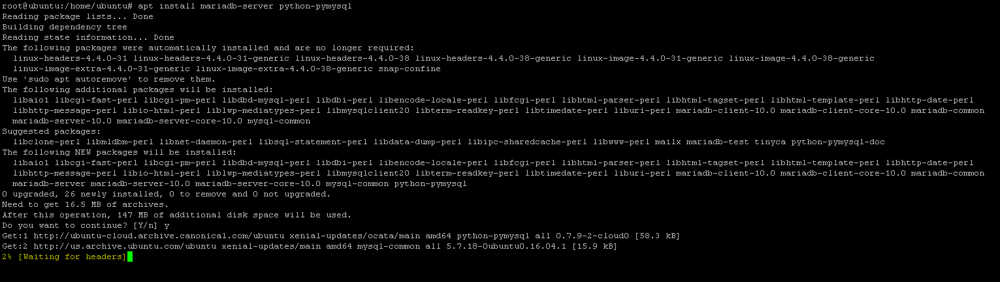 root@ubuntu:/home/ubuntu# apt install mariadb-server python-pymysql
Reading package lists... Done
Building dependency tree
Reading state information... Done
The following packages were automatically installed and are no longer required:
  linux-headers-4.4.0-31 linux-headers-4.4.0-31-generic linux-headers-4.4.0-38 linux-headers-4.4.0-38-generic linux-image-4.4.0-31-generic linux-image-4.4.0-38-generic
  linux-image-extra-4.4.0-31-generic linux-image-extra-4.4.0-38-generic snap-confine
Use 'sudo apt autoremove' to remove them.
The following additional packages will be installed:
  libaio1 libcgi-fast-perl libcgi-pm-perl libdbd-mysql-perl libdbi-perl libencode-locale-perl libfcgi-perl libhtml-parser-perl libhtml-tagset-perl libhtml-template-perl libhttp-date-perl
  libhttp-message-perl libio-html-perl liblwp-mediatypes-perl libmysqlclient20 libterm-readkey-perl libtimedate-perl liburi-perl mariadb-client-10.0 mariadb-client-core-10.0 mariadb-common
  mariadb-server-10.0 mariadb-server-core-10.0 mysql-common
Suggested packages:
  libclone-perl libmldbm-perl libnet-daemon-perl libsql-statement-perl libdata-dump-perl libipc-sharedcache-perl libwww-perl mailx mariadb-test tinyca python-pymysql-doc
The following NEW packages will be installed:
  libaio1 libcgi-fast-perl libcgi-pm-perl libdbd-mysql-perl libdbi-perl libencode-locale-perl libfcgi-perl libhtml-parser-perl libhtml-tagset-perl libhtml-template-perl libhttp-date-perl
  libhttp-message-perl libio-html-perl liblwp-mediatypes-perl libmysqlclient20 libterm-readkey-perl libtimedate-perl liburi-perl mariadb-client-10.0 mariadb-client-core-10.0 mariadb-common
  mariadb-server mariadb-server-10.0 mariadb-server-core-10.0 mysql-common python-pymysql
0 upgraded, 26 newly installed, 0 to remove and 0 not upgraded.
Need to get 16.5 MB of archives.
After this operation, 147 MB of additional disk space will be used.
Do you want to continue? [Y/n] y
Get:1 http://ubuntu-cloud.archive.canonical.com/ubuntu xenial-updates/ocata/main amd64 python-pymysql all 0.7.9-2~cloud0 [58.3 kB]
Get:2 http://us.archive.ubuntu.com/ubuntu xenial-updates/main amd64 mysql-common all 5.7.18-0ubuntu0.16.04.1 [15.9 kB]
2% [Waiting for headers]